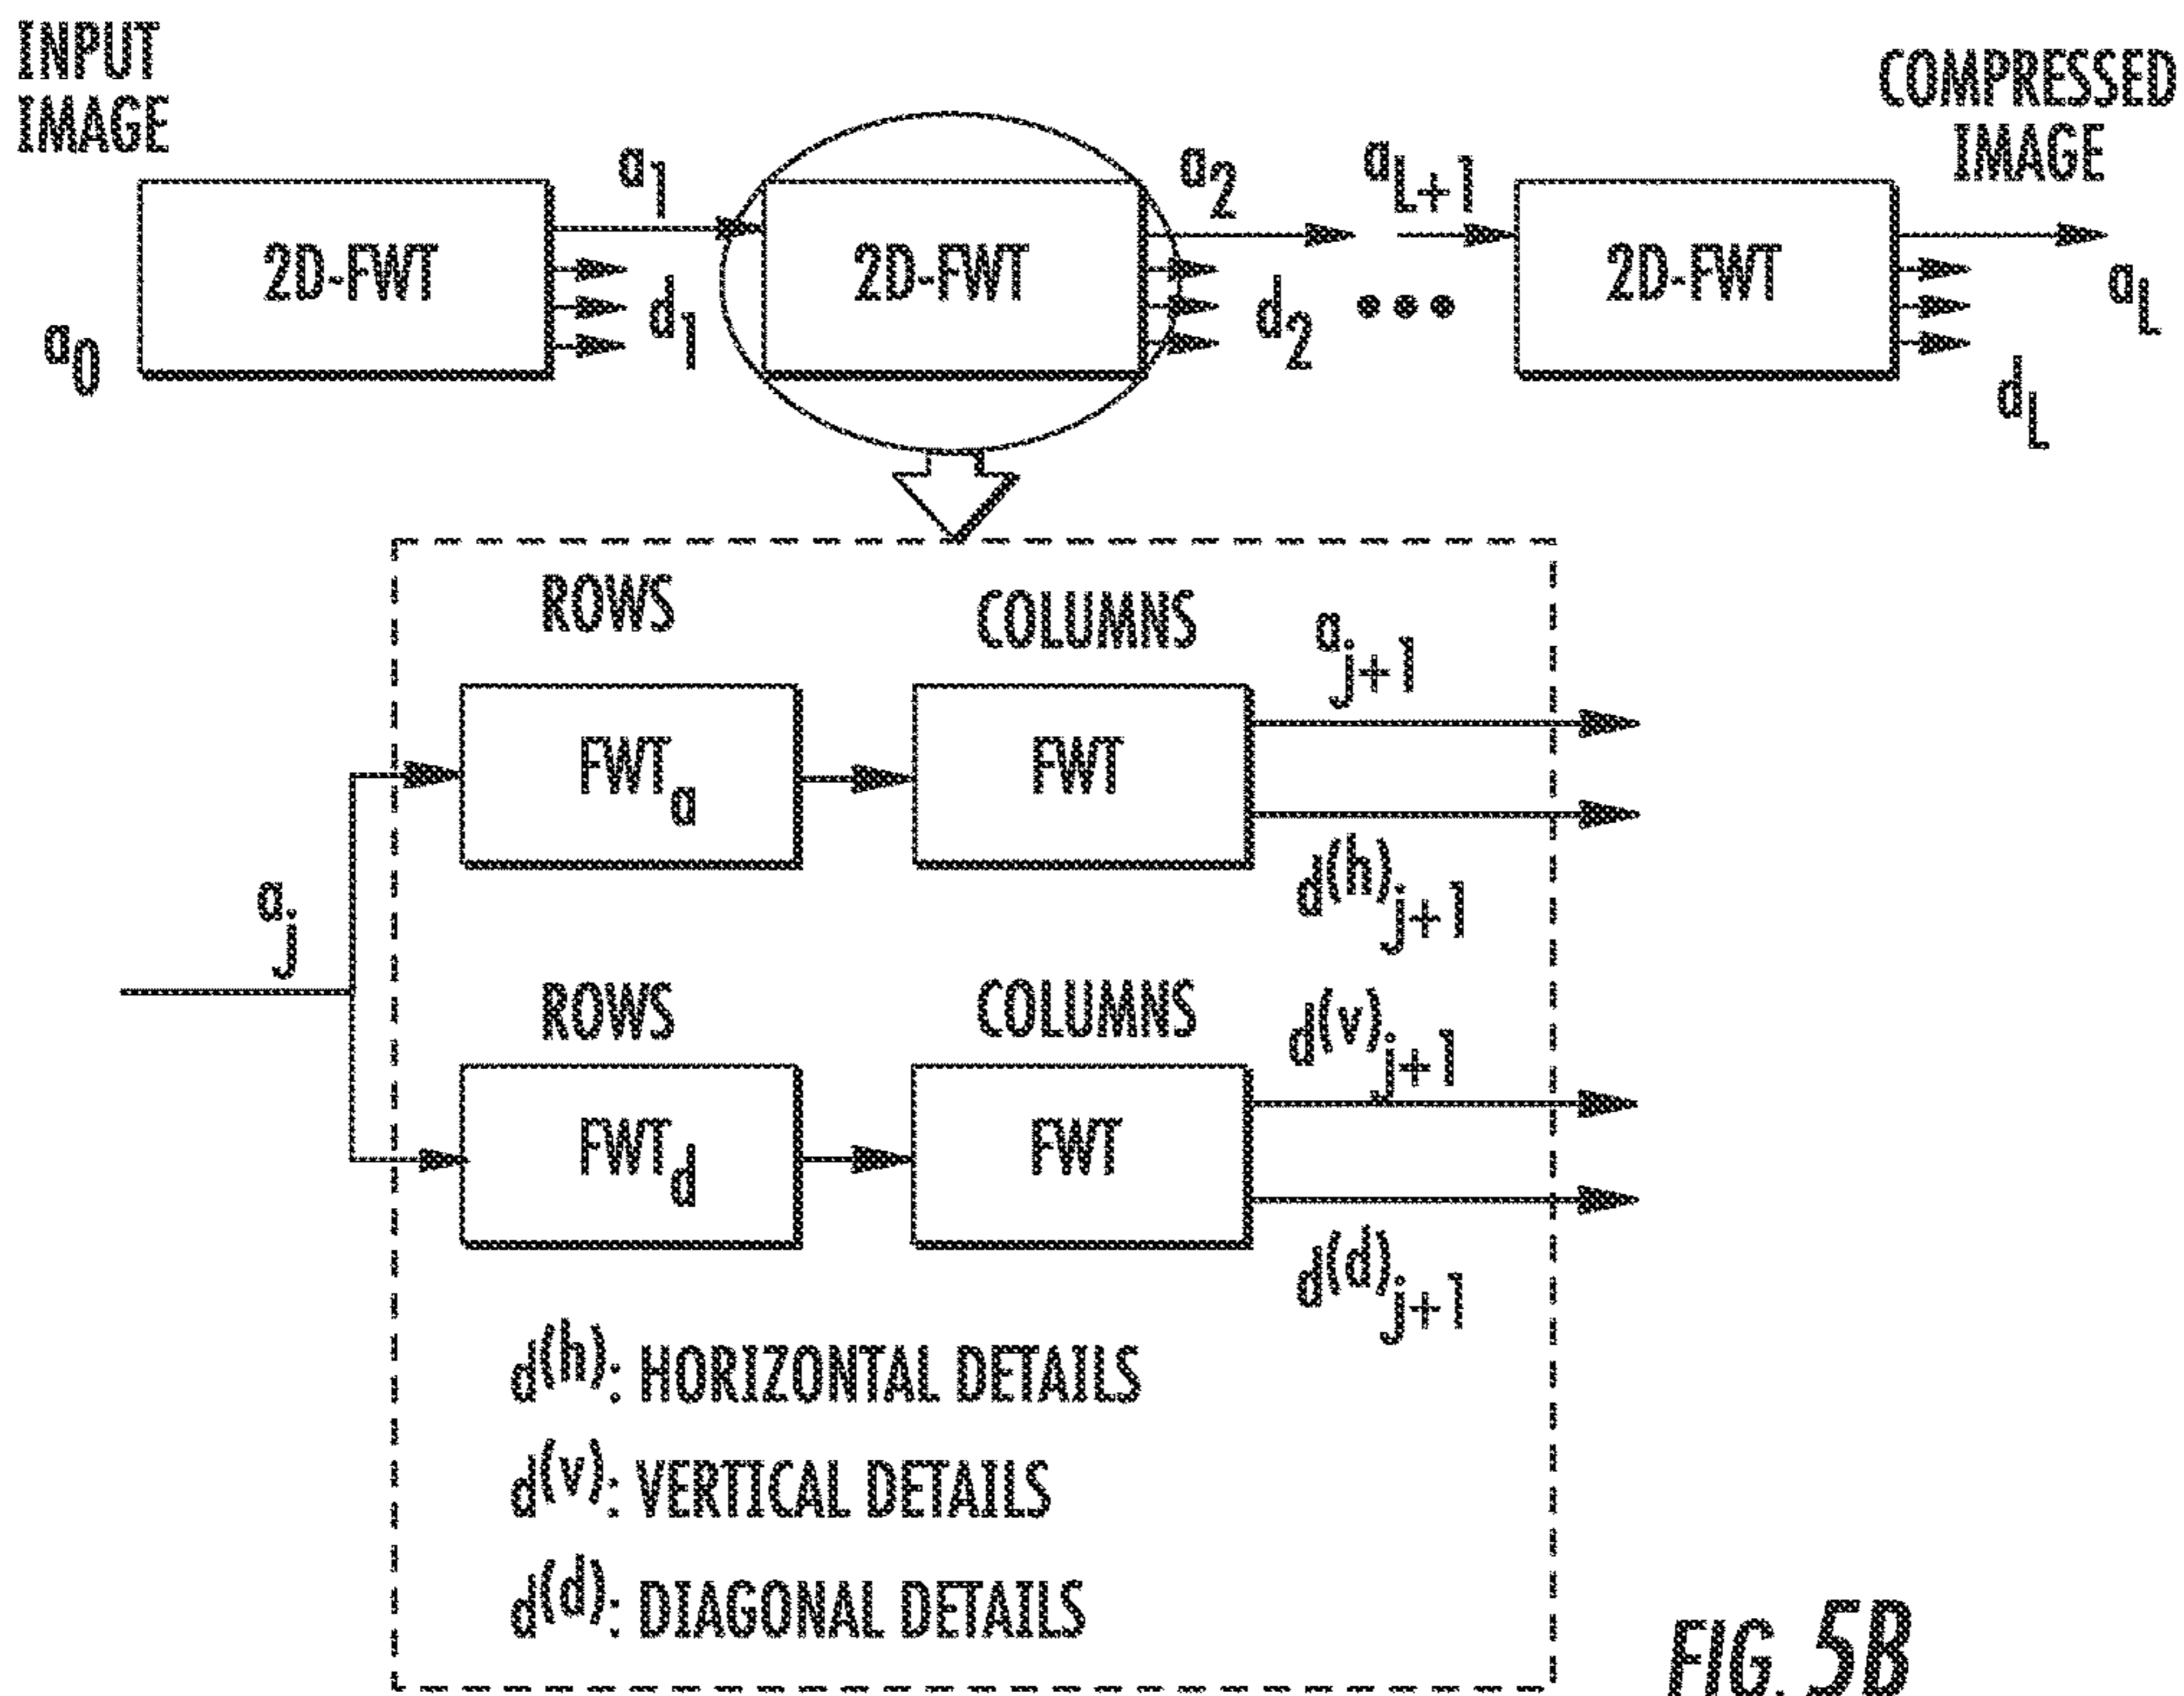 INPUT
IMAGE
COMPRESSED
IMAGE
a0
2D-FWT
a1
d1
2D-FWT
a2
d2
aL+1
2D-FWT
aL
dL
ROWS
COLUMNS
aj
FWTa
FWT
aj+1
d(h)j+1
ROWS
COLUMNS
FWTd
FWT
d(v)j+1
d(d)j+1
d(h): HORIZONTAL DETAILS
d(v): VERTICAL DETAILS
d(d): DIAGONAL DETAILS
FIG. 5B